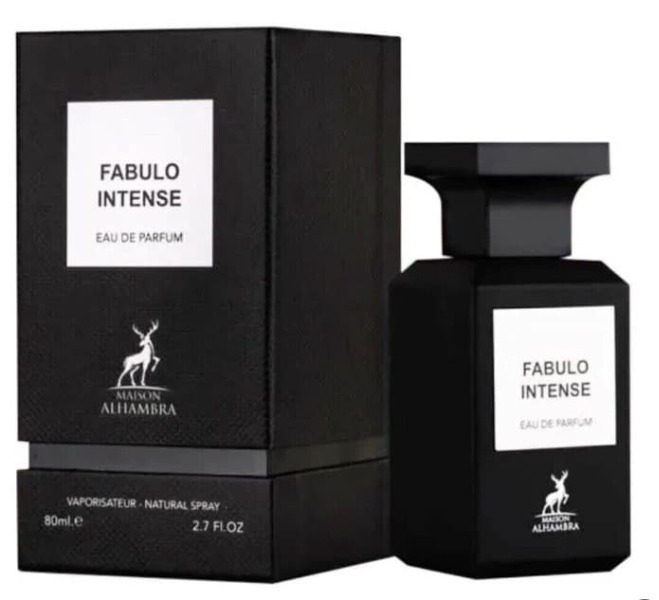 FABULO
INTENSE
EAU DE PARFUM
MAISON
ALHAMBRA
VAPORISATEUR - NATURAL SPRAY
80ml.e 2.7 Fl.OZ
FABULO
INTENSE
EAU DE PARFUM
MAISON
ALHAMBRA